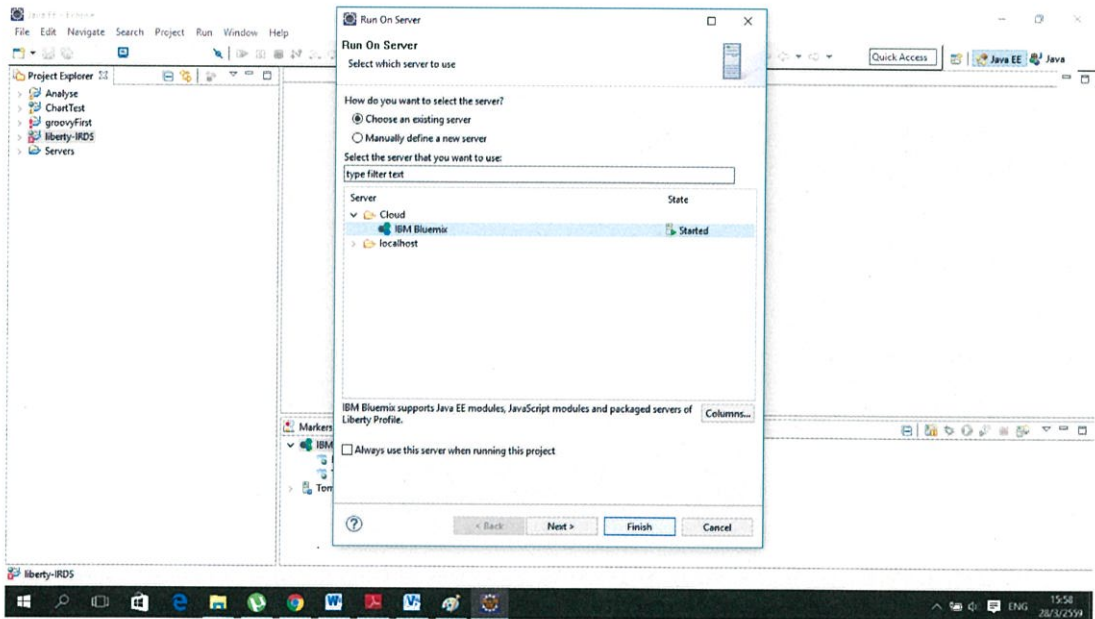 Java EE - Eclipse
File Edit Navigate Search Project Run Window Help
Quick Access
Java EE
Java
Project Explorer
Analyse
ChartTest
groovyFirst
liberty-IRDS
Servers
Run On Server
Run On Server
Select which server to use
How do you want to select the server?
Choose an existing server
Manually define a new server
Select the server that you want to use:
type filter text
Server State
Cloud
IBM Bluemix Started
localhost
IBM Bluemix supports Java EE modules, JavaScript modules and packaged servers of
Liberty Profile.
Columns...
Always use this server when running this project
< Back Next > Finish Cancel
Markers
IBM
Tom
liberty-IRDS
ENG
15:58
28/3/2559